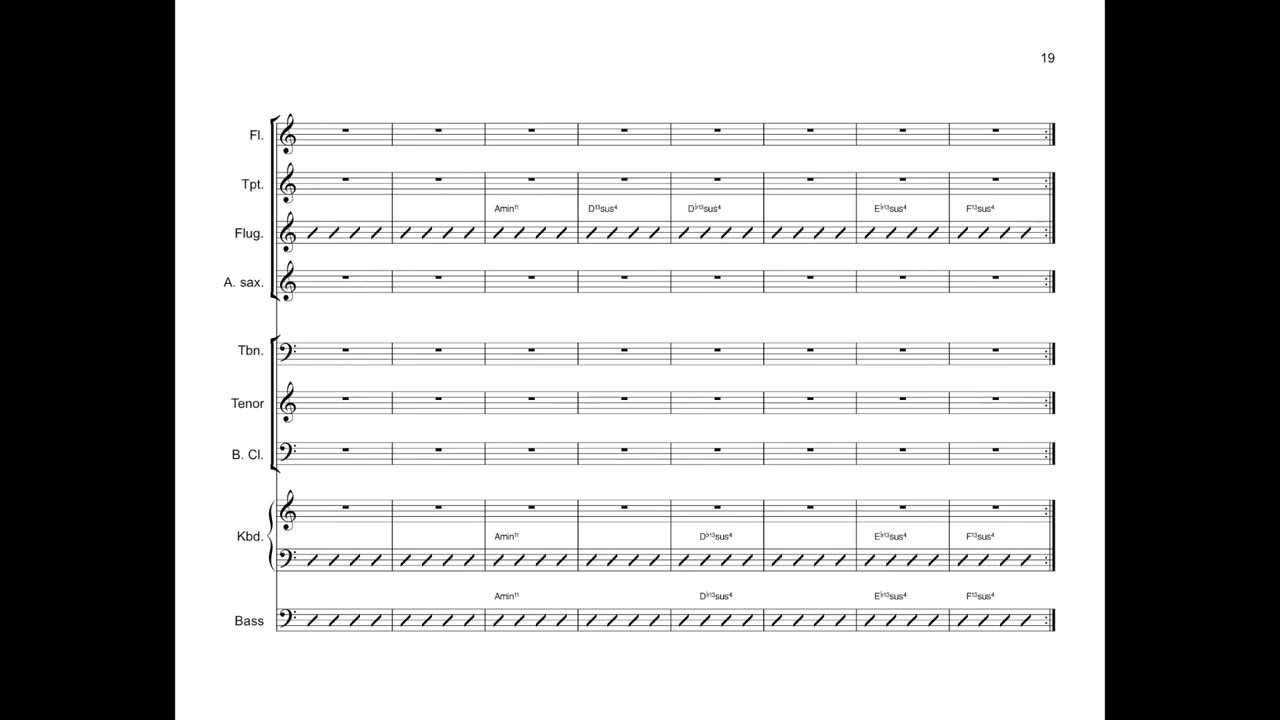 19
Fl.
Tpt.
Amin11 D13sus4 D♭13sus4 E♭13sus4 F13sus4
Flug.
A. sax.
Tbn.
Tenor
B. Cl.
Kbd.
Amin11 D♭13sus4 E♭13sus4 F13sus4
Amin11 D♭13sus4 E♭13sus4 F13sus4
Bass